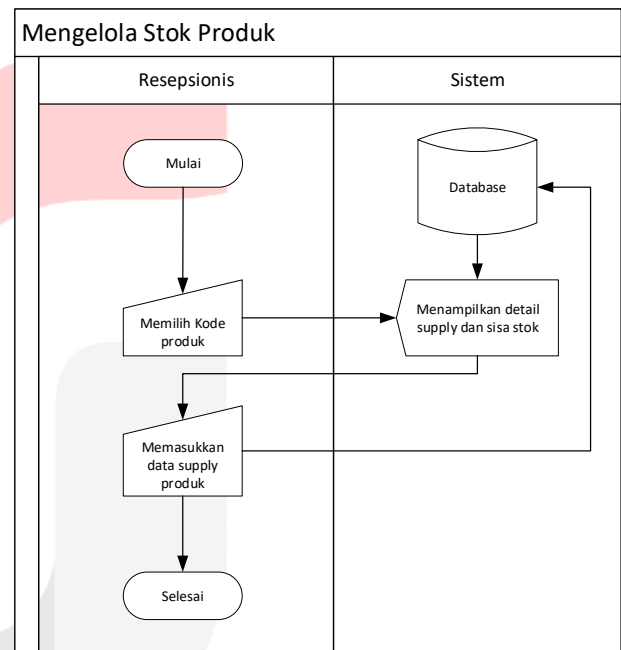 Mengelola Stok Produk
Resepsionis
Sistem
Mulai
Database
Memilih Kode
produk
Menampilkan detail
supply dan sisa stok
Memasukkan
data supply
produk
Selesai